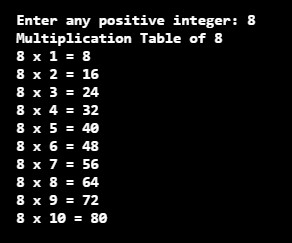 Enter any positive integer: 8
Multiplication Table of 8
8 x 1 = 8
8 x 2 = 16
8 x 3 = 24
8 x 4 = 32
8 x 5 = 40
8 x 6 = 48
8 x 7 = 56
8 x 8 = 64
8 x 9 = 72
8 x 10 = 80